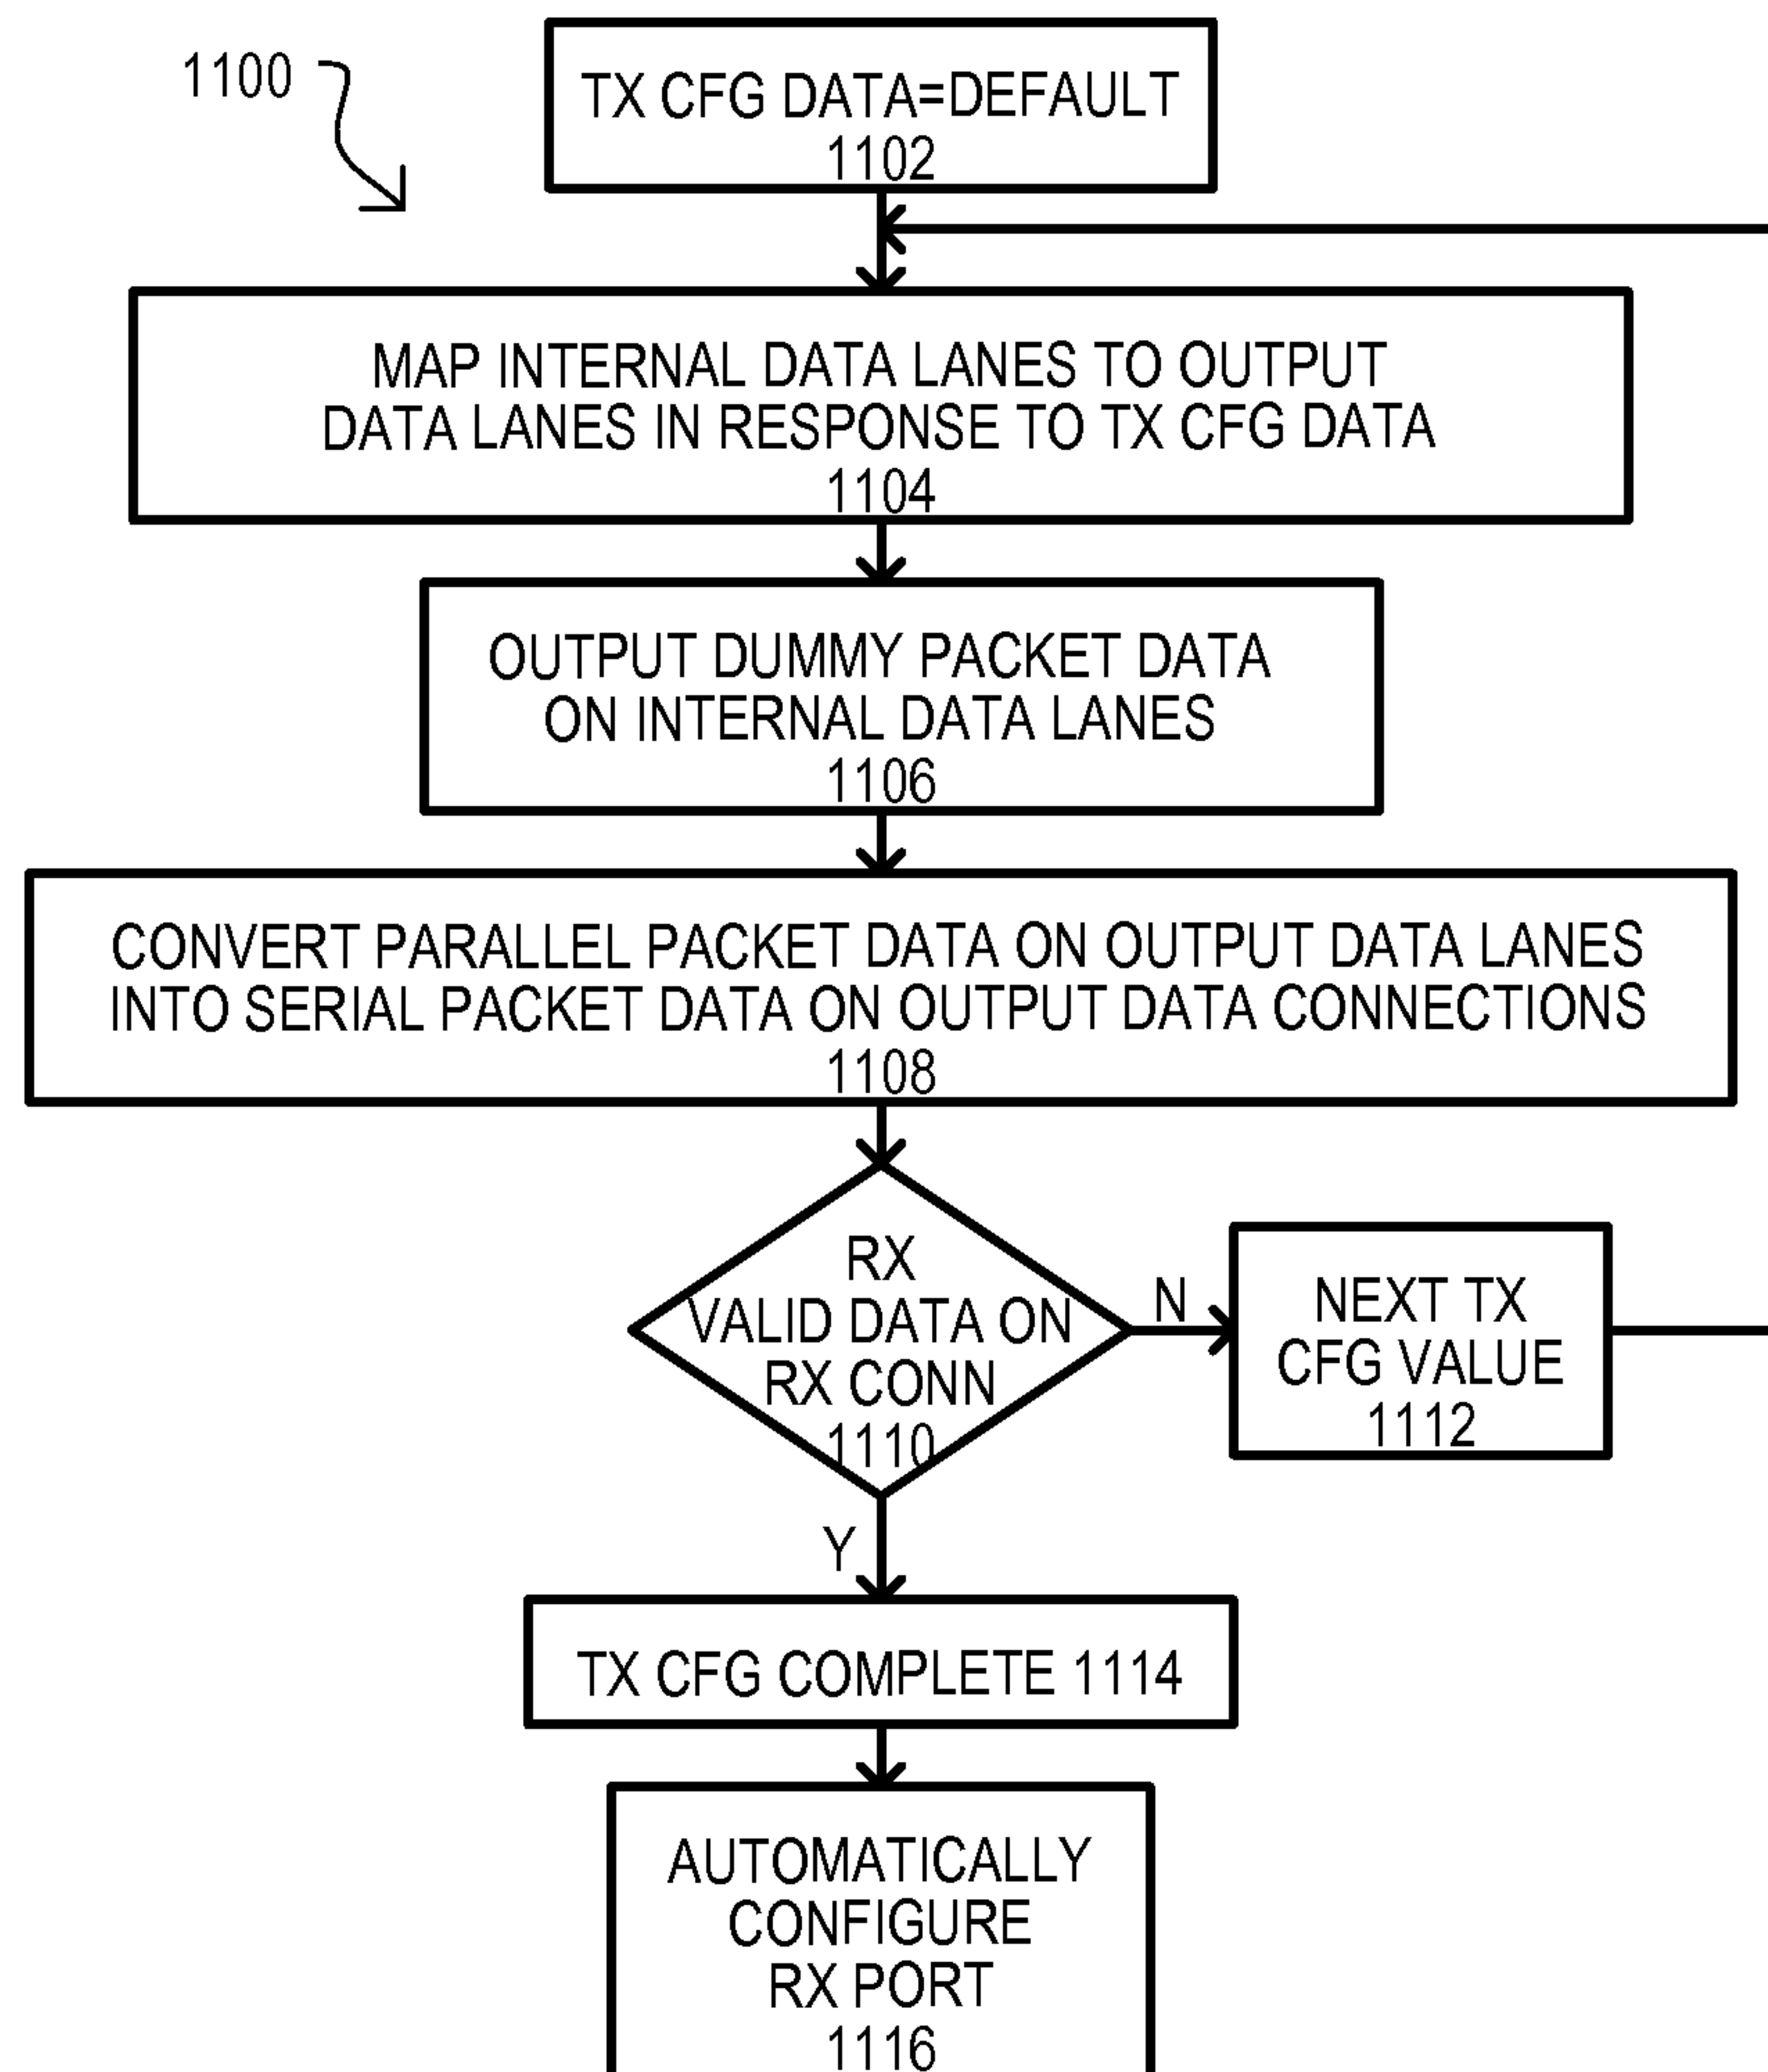 1100
TX CFG DATA=DEFAULT
1102
MAP INTERNAL DATA LANES TO OUTPUT
DATA LANES IN RESPONSE TO TX CFG DATA
1104
OUTPUT DUMMY PACKET DATA
ON INTERNAL DATA LANES
1106
CONVERT PARALLEL PACKET DATA ON OUTPUT DATA LANES
INTO SERIAL PACKET DATA ON OUTPUT DATA CONNECTIONS
1108
RX
VALID DATA ON
RX CONN
1110
N
NEXT TX
CFG VALUE
1112
Y
TX CFG COMPLETE 1114
AUTOMATICALLY
CONFIGURE
RX PORT
1116